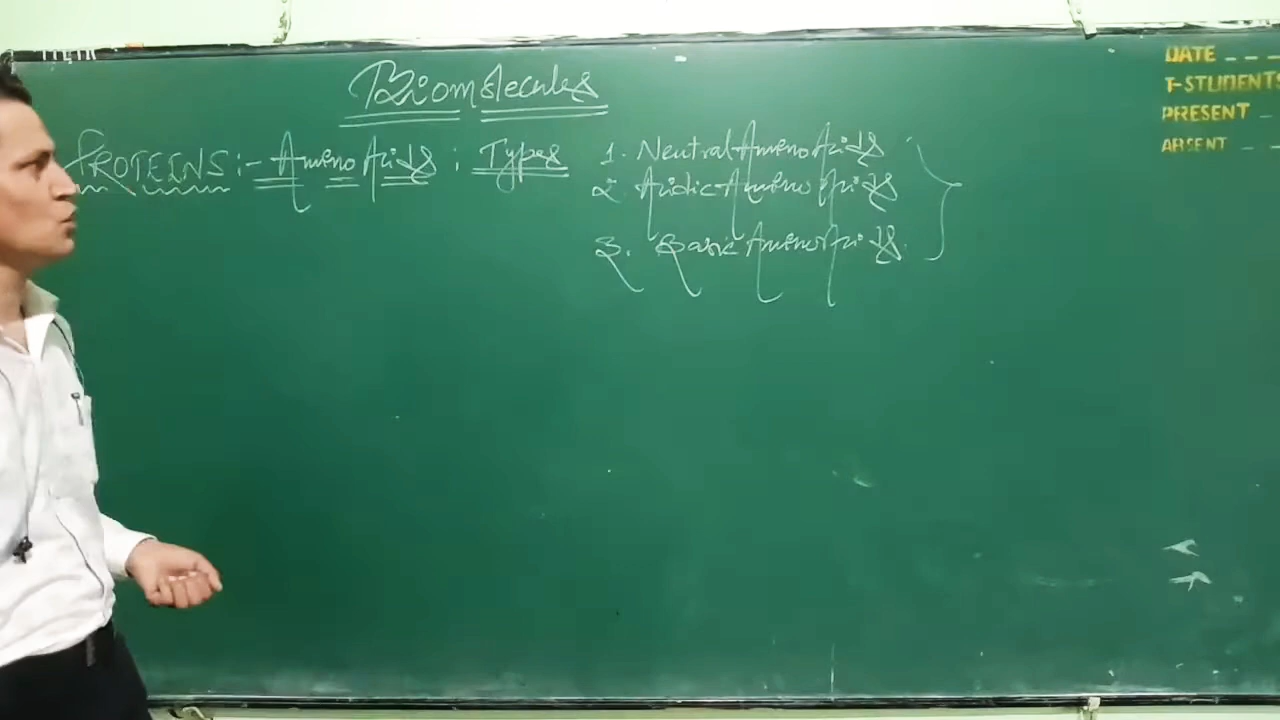 Biomolecules
PROTEINS:- Amino Acids : Types
1. Neutral Amino Acids
2. Acidic Amino Acids
3. Basic Amino Acids
DATE _ _ _
T-STUDENTS
PRESENT _
ABSENT _ _